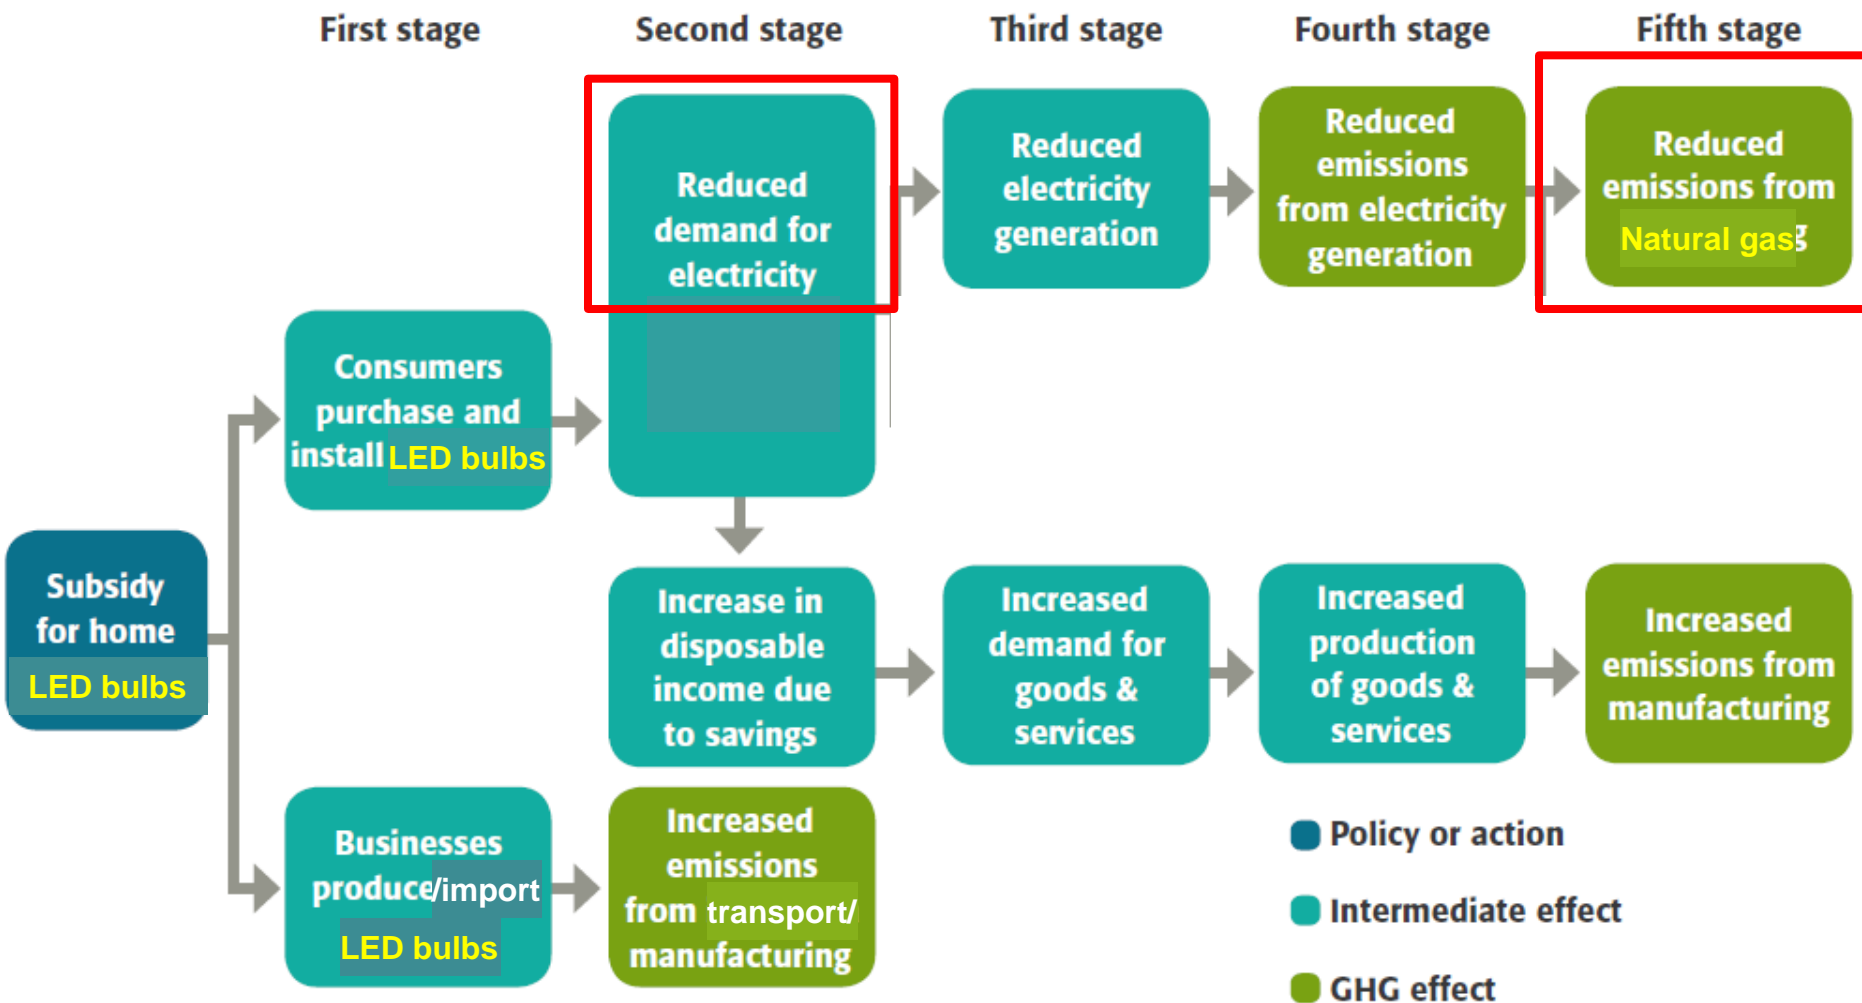 First stage
Second stage
Third stage
Fourth stage
Fifth stage
Reduced
demand for
electricity
Reduced
electricity
generation
Reduced
emissions
from electricity
generation
Reduced
emissions from
Natural gas g
Consumers
purchase and
install LED bulbs
Subsidy
for home
LED bulbs
Increase in
disposable
income due
to savings
Increased
demand for
goods &
services
Increased
production
of goods &
services
Increased
emissions from
manufacturing
Businesses
produce/import
LED bulbs
Increased
emissions
from transport/
manufacturing
Policy or action
Intermediate effect
GHG effect